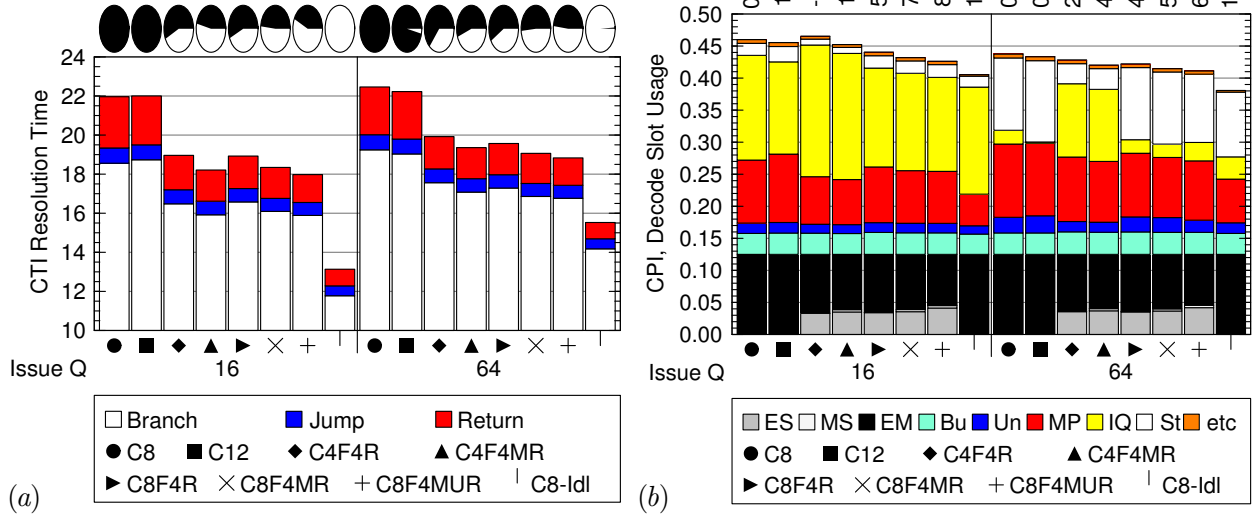 CTI Resolution Time
24
22
20
18
16
14
12
10
Issue Q
16
64
Branch Jump Return
C8 C12 C4F4R C4F4MR
C8F4R C8F4MR C8F4MUR C8-Idl
(a)
CPI, Decode Slot Usage
0.50
0.45
0.40
0.35
0.30
0.25
0.20
0.15
0.10
0.05
0.00
Issue Q
16
64
ES MS EM Bu Un MP IQ St etc
C8 C12 C4F4R C4F4MR
C8F4R C8F4MR C8F4MUR C8-Idl
(b)